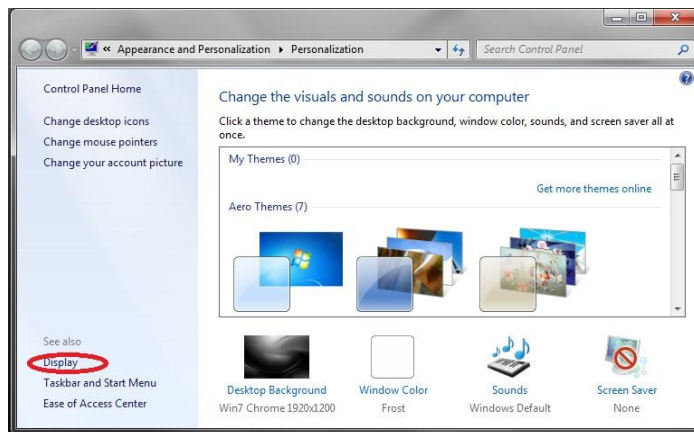 « Appearance and Personalization ▸ Personalization
Search Control Panel
Control Panel Home
Change desktop icons
Change mouse pointers
Change your account picture
See also
Display
Taskbar and Start Menu
Ease of Access Center
Change the visuals and sounds on your computer
Click a theme to change the desktop background, window color, sounds, and screen saver all at
once.
My Themes (0)
Get more themes online
Aero Themes (7)
Desktop Background
Win7 Chrome 1920x1200
Window Color
Frost
Sounds
Windows Default
Screen Saver
None